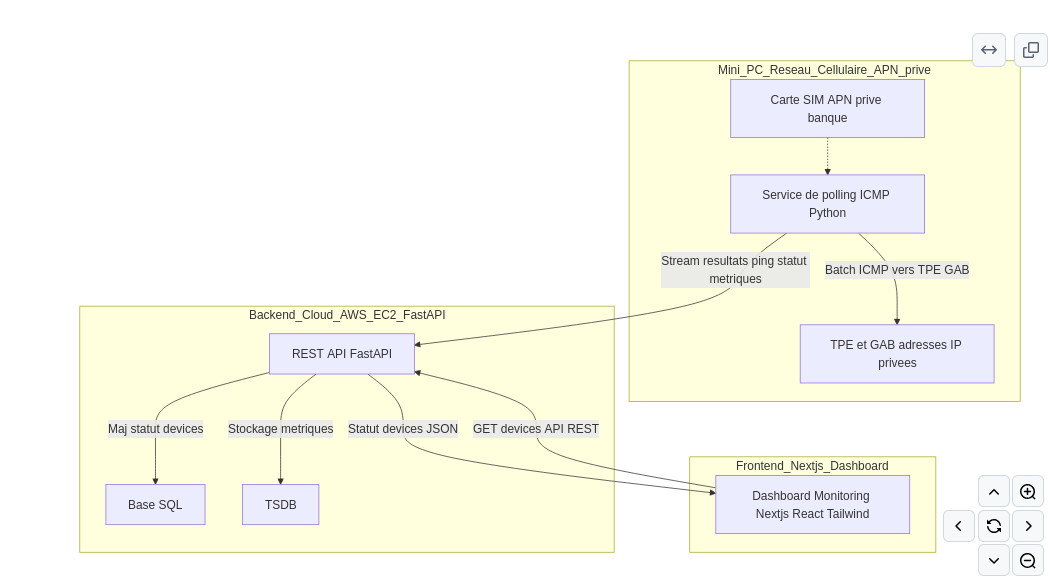 Mini_PC_Reseau_Cellulaire_APN_prive
Carte SIM APN prive
banque
Service de polling ICMP
Python
Stream resultats ping statut
metriques
Batch ICMP vers TPE GAB
TPE et GAB adresses IP
privees
Backend_Cloud_AWS_EC2_FastAPI
REST API FastAPI
Maj statut devices
Stockage metriques
Statut devices JSON
GET devices API REST
Base SQL
TSDB
Frontend_Nextjs_Dashboard
Dashboard Monitoring
Nextjs React Tailwind